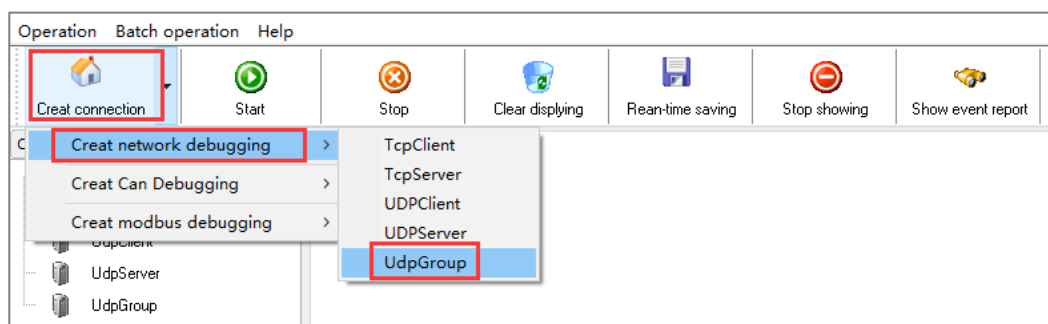 Operation Batch operation Help
Creat connection Start Stop Clear displying Rean-time saving Stop showing Show event report
Creat network debugging > TcpClient
TcpServer
Creat Can Debugging >
UDPClient
Creat modbus debugging >
UDPServer
UdpGroup
UdpClient
UdpServer
UdpGroup